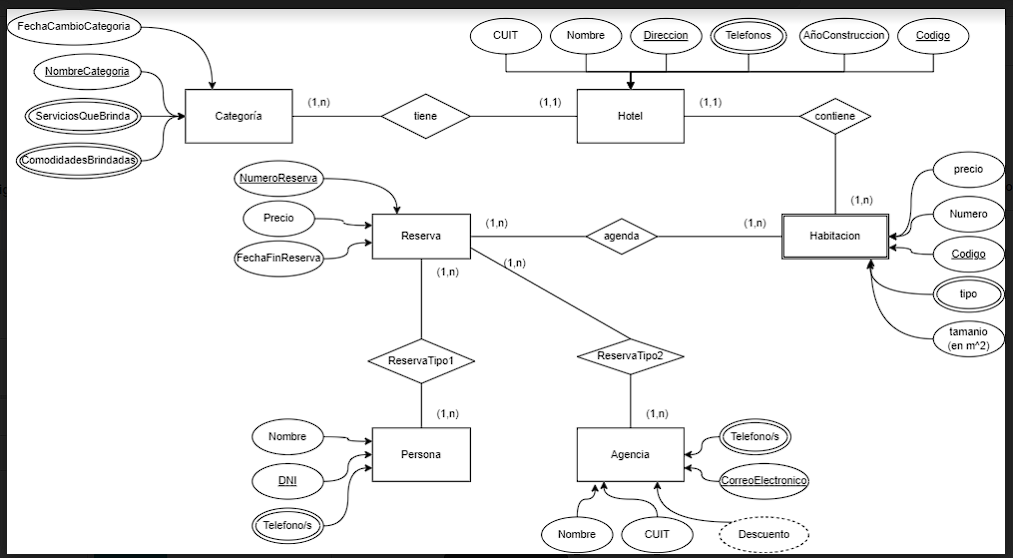 FechaCambioCategoria
NombreCategoria
ServiciosQueBrinda
ComodidadesBrindadas
Categoría
(1,n)
tiene
(1,1)
CUIT
Nombre
Direccion
Telefonos
AñoConstruccion
Codigo
Hotel
(1,1)
contiene
(1,n)
NumeroReserva
Precio
FechaFinReserva
Reserva
(1,n)
agenda
(1,n)
Habitacion
precio
Numero
Codigo
tipo
tamanio
(en m^2)
(1,n)
(1,n)
ReservaTipo1
ReservaTipo2
(1,n)
(1,n)
Nombre
DNI
Telefono/s
Persona
Agencia
Telefono/s
CorreoElectronico
Nombre
CUIT
Descuento